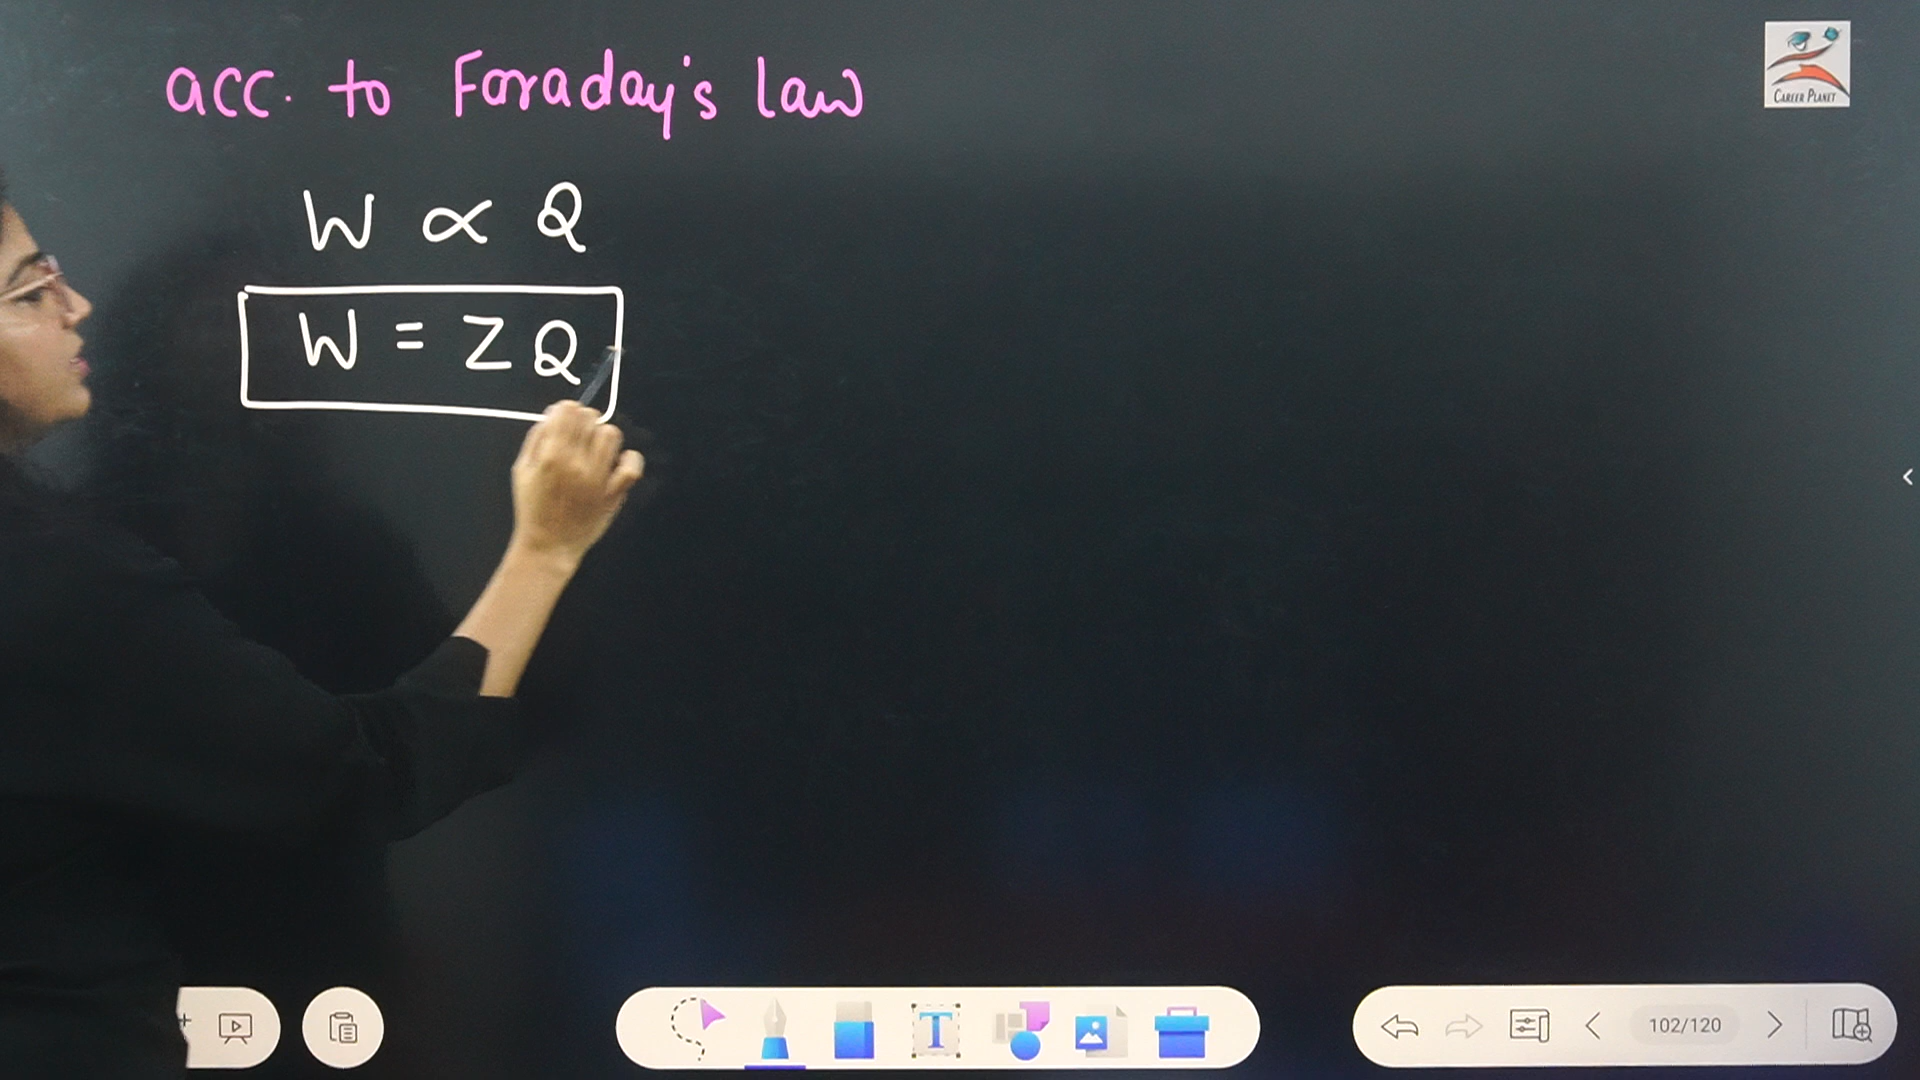 acc. to Faraday's law
CAREER PLANET
W ∝ Q
W = ZQ
T
102/120